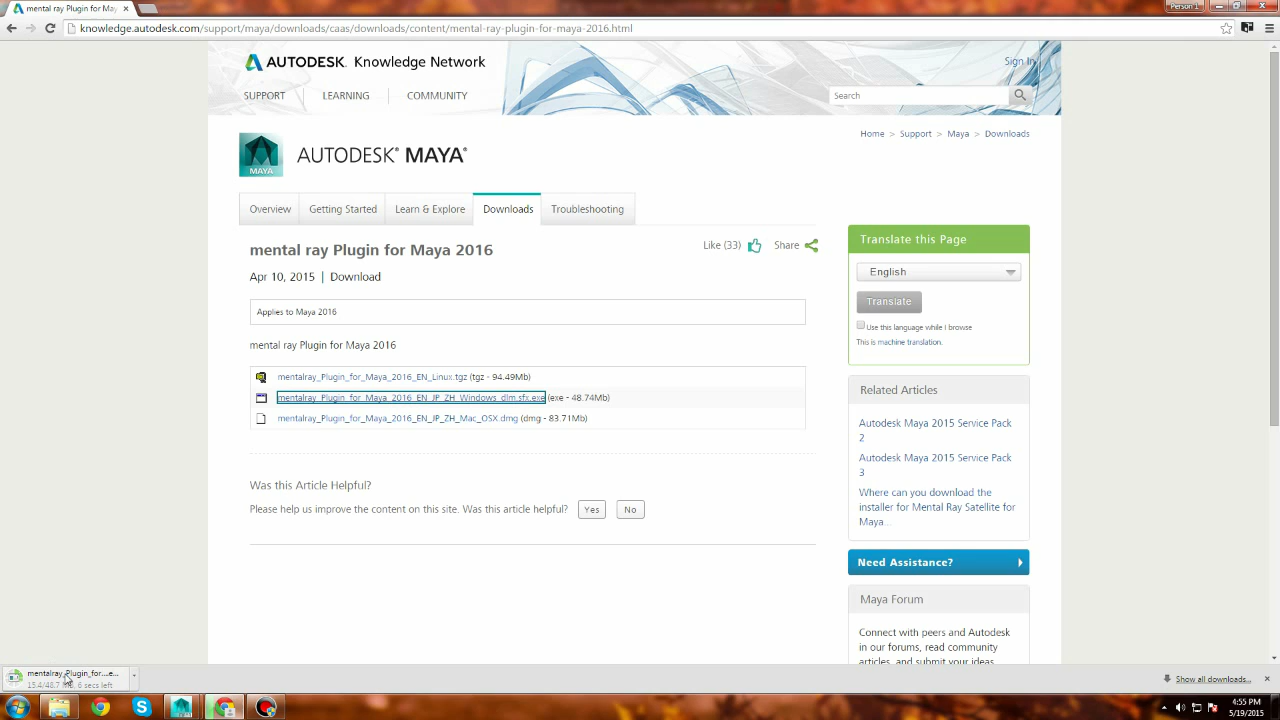 mental ray Plugin for May
Person 1
knowledge.autodesk.com/support/maya/downloads/caas/downloads/content/mental-ray-plugin-for-maya-2016.html
AUTODESK. Knowledge Network
Sign In
SUPPORT LEARNING COMMUNITY
Search
Home > Support > Maya > Downloads
MAYA
AUTODESK® MAYA®
Overview Getting Started Learn & Explore Downloads Troubleshooting
mental ray Plugin for Maya 2016
Like (33) Share
Apr 10, 2015 | Download
Applies to Maya 2016
mental ray Plugin for Maya 2016
mentalray_Plugin_for_Maya_2016_EN_Linux.tgz (tgz - 94.49Mb)
mentalray_Plugin_for_Maya_2016_EN_JP_ZH_Windows_dlm.sfx.exe (exe - 48.74Mb)
mentalray_Plugin_for_Maya_2016_EN_JP_ZH_Mac_OSX.dmg (dmg - 83.71Mb)
Was this Article Helpful?
Please help us improve the content on this site. Was this article helpful? Yes No
Translate this Page
English
Translate
Use this language while I browse
This is machine translation.
Related Articles
Autodesk Maya 2015 Service Pack
2
Autodesk Maya 2015 Service Pack
3
Where can you download the
installer for Mental Ray Satellite for
Maya...
Need Assistance?
Maya Forum
Connect with peers and Autodesk
in our forums, read community
articles, and submit your ideas
mentalray_Plugin_for....e...
15.4/48.7 MB, 6 secs left
Show all downloads...
4:55 PM
5/19/2015